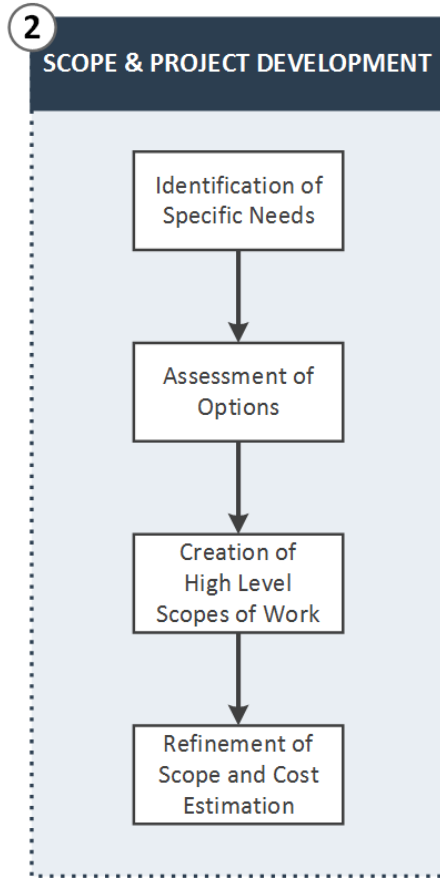 2
SCOPE & PROJECT DEVELOPMENT
Identification of
Specific Needs
Assessment of
Options
Creation of
High Level
Scopes of Work
Refinement of
Scope and Cost
Estimation